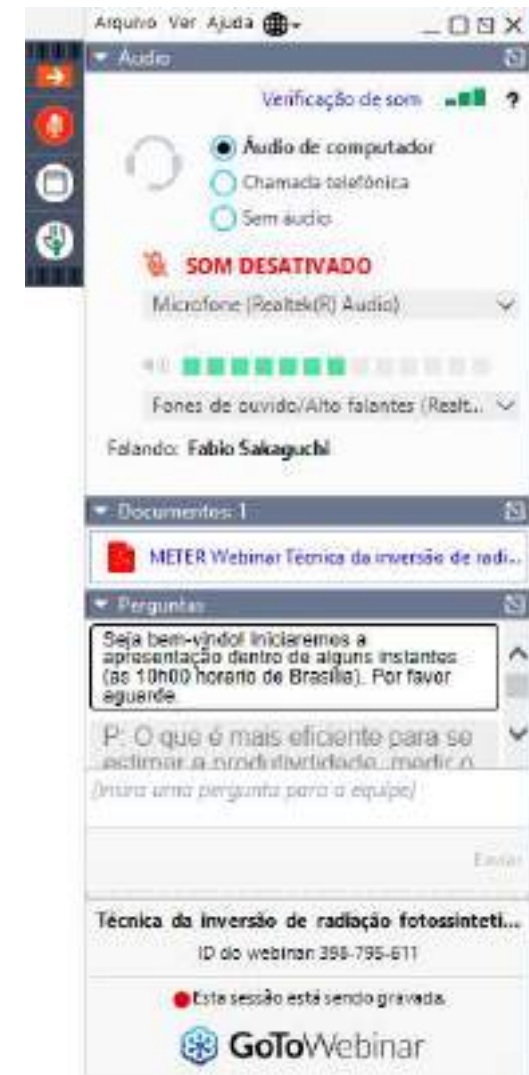 Arquivo Ver Ajuda
Áudio
Verificação de som ?
Áudio de computador
Chamada telefônica
Sem áudio
SOM DESATIVADO
Microfone (Realtek(R) Audio)
Fones de ouvido/Alto falantes (Realt...
Falando: Fabio Sakaguchi
Documentos: 1
METER Webinar Técnica da inversão de radi...
Perguntas
Seja bem-vindo! Iniciaremos a
apresentação dentro de alguns instantes
(as 10h00 horario de Brasília). Por favor
aguarde.
P: O que é mais eficiente para se
estimar a produtividade, medir o
[Insira uma pergunta para a equipe]
Enviar
Técnica da inversão de radiação fotossinteti...
ID do webinar: 398-795-611
Esta sessão está sendo gravada.
GoToWebinar